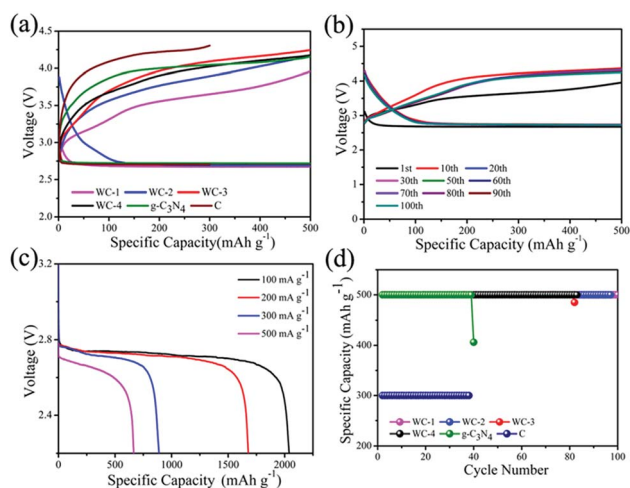 (a)
4.5
4.0
3.5
3.0
2.5
2.0
Voltage (V)
WC-1 WC-2 WC-3
WC-4 g-C3N4 C
0 100 200 300 400 500
Specific Capacity(mAh g-1)
(b)
6
5
4
3
2
1
0
Voltage (V)
1st 10th 20th
30th 50th 60th
70th 80th 90th
100th
0 100 200 300 400 500
Specific Capacity (mAh g-1)
(c)
3.2
2.8
2.4
Voltage (V)
100 mA g-1
200 mA g-1
300 mA g-1
500 mA g-1
0 500 1000 1500 2000
Specific Capacity (mAh g-1)
(d)
500
400
300
200
Specific Capacity (mAh g-1)
WC-1 WC-2 WC-3
WC-4 g-C3N4 C
0 20 40 60 80 100
Cycle Number